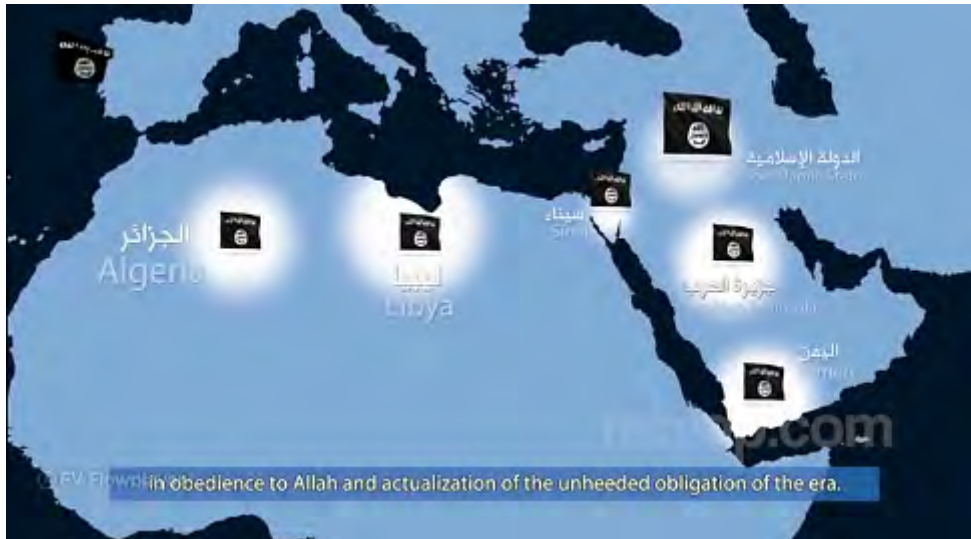 الدولة الإسلامية
سيناء
Sinai
الجزائر
Algeria
ليبيا
Libya
جزيرة العرب
اليمن
Yemen
in obedience to Allah and actualization of the unheeded obligation of the era.